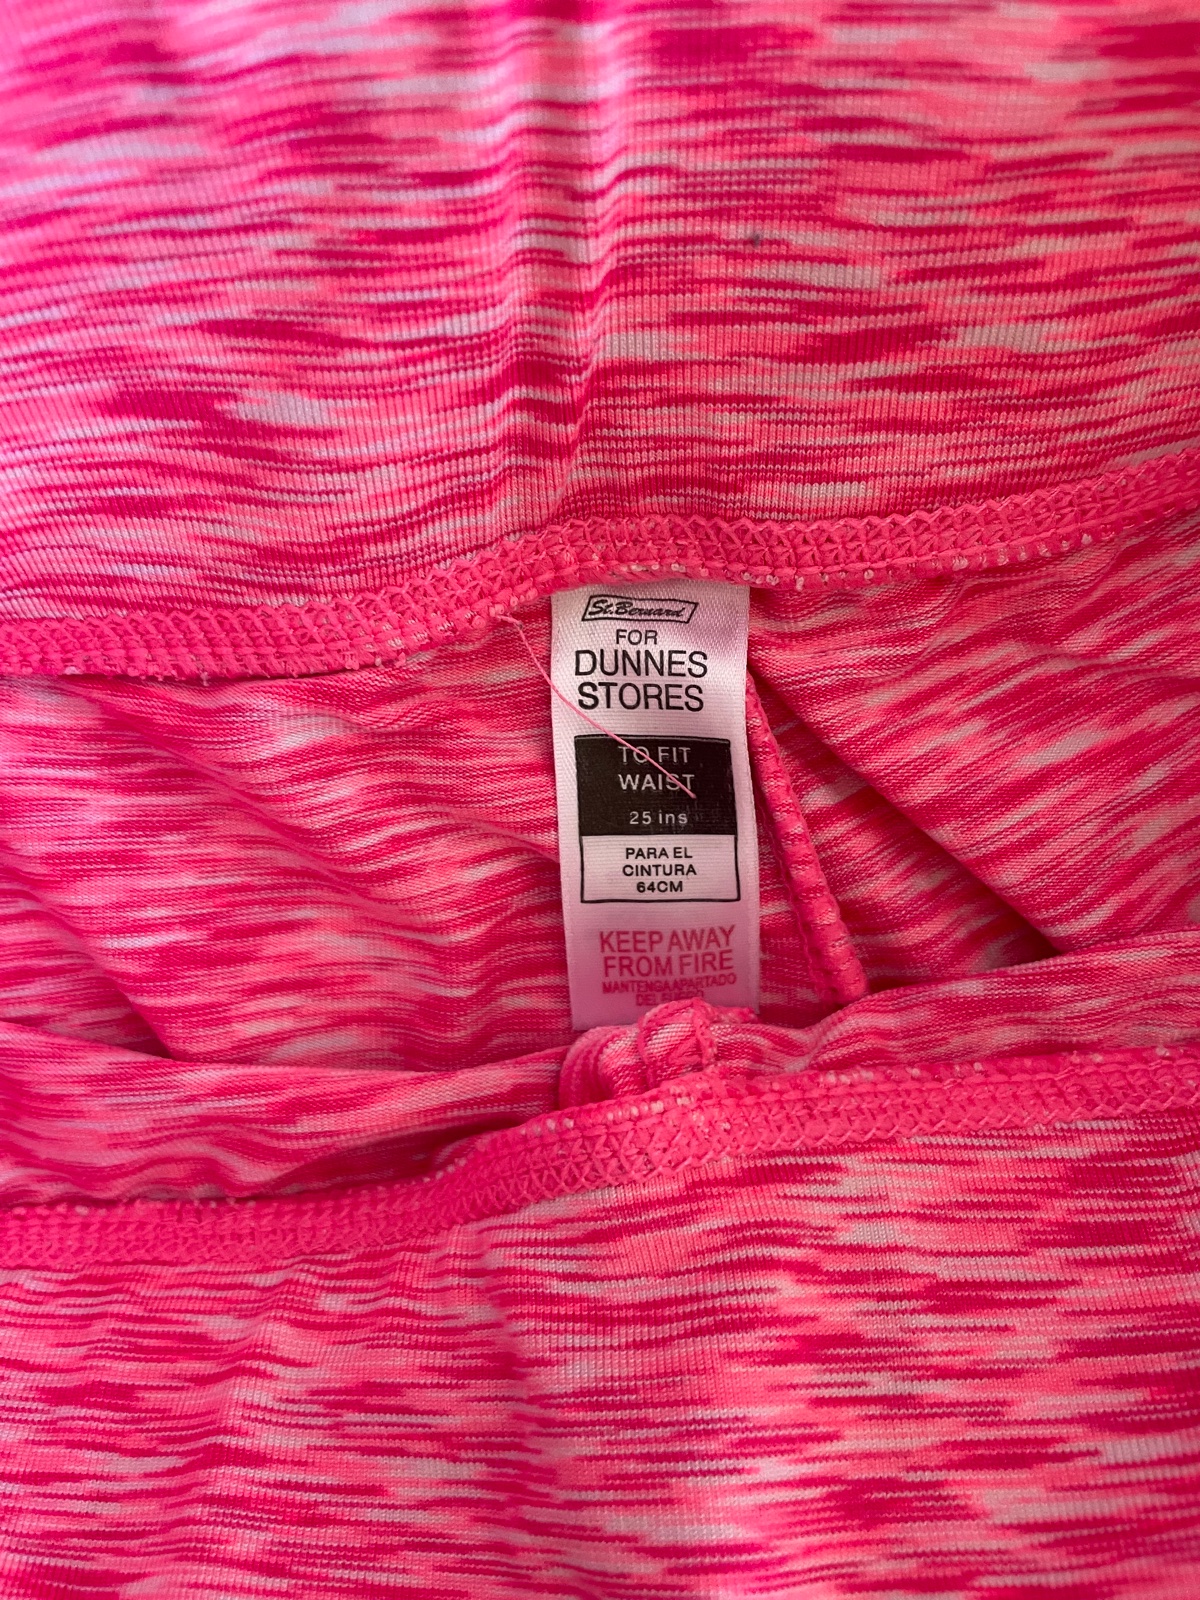 St.Bernard
FOR
DUNNES
STORES
TO FIT
WAIST
25 ins
PARA EL
CINTURA
64CM
KEEP AWAY
FROM FIRE
MANTENGA APARTADO
DEL